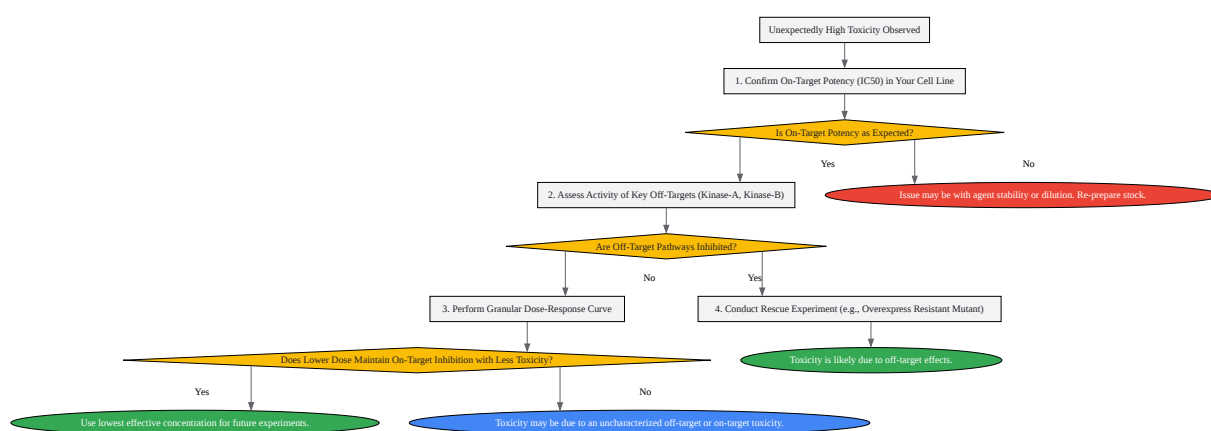 Unexpectedly High Toxicity Observed
1. Confirm On-Target Potency (IC50) in Your Cell Line
Is On-Target Potency as Expected?
Yes
No
2. Assess Activity of Key Off-Targets (Kinase-A, Kinase-B)
Issue may be with agent stability or dilution. Re-prepare stock.
Are Off-Target Pathways Inhibited?
No
Yes
3. Perform Granular Dose-Response Curve
4. Conduct Rescue Experiment (e.g., Overexpress Resistant Mutant)
Does Lower Dose Maintain On-Target Inhibition with Less Toxicity?
Toxicity is likely due to off-target effects.
Yes
No
Use lowest effective concentration for future experiments.
Toxicity may be due to an uncharacterized off-target or on-target toxicity.